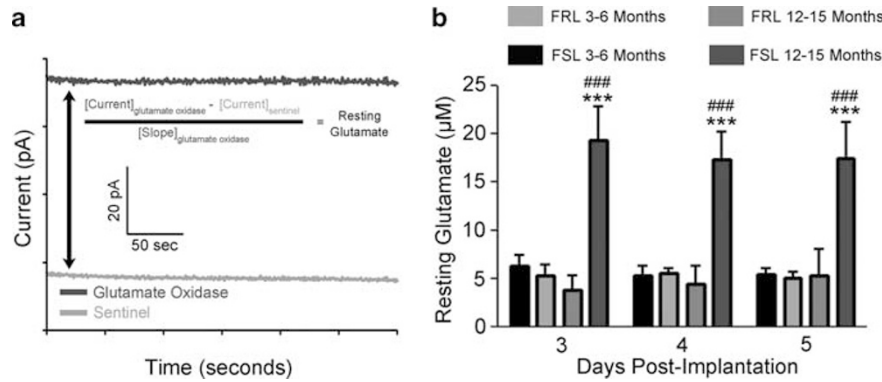 a
Current (pA)
[Current]glutamate oxidase - [Current]sentinel
[Slope]glutamate oxidase
= Resting Glutamate
20 pA
50 sec
Glutamate Oxidase
Sentinel
Time (seconds)
b
FRL 3-6 Months
FRL 12-15 Months
FSL 3-6 Months
FSL 12-15 Months
Resting Glutamate (µM)
25
20
15
10
5
0
###
***
###
***
###
***
3
4
5
Days Post-Implantation